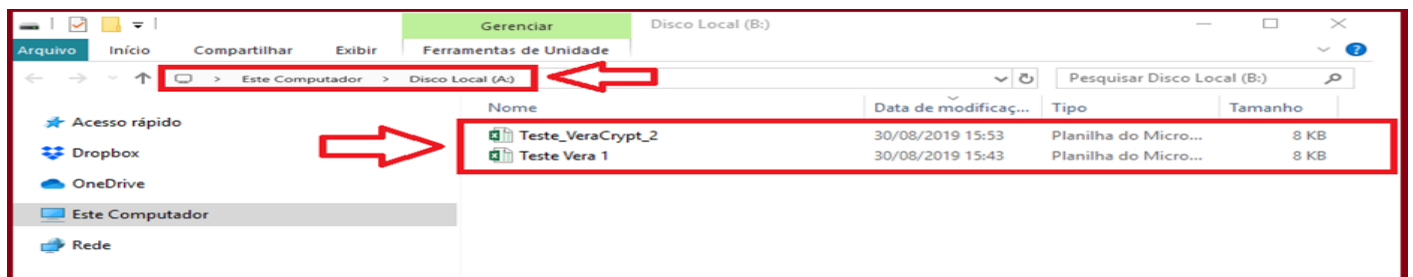 Gerenciar Disco Local (B:)
Arquivo Início Compartilhar Exibir Ferramentas de Unidade
Este Computador > Disco Local (A:) Pesquisar Disco Local (B:)
Nome Data de modificaç... Tipo Tamanho
Acesso rápido
Teste_VeraCrypt_2 30/08/2019 15:53 Planilha do Micro... 8 KB
Dropbox
Teste Vera 1 30/08/2019 15:43 Planilha do Micro... 8 KB
OneDrive
Este Computador
Rede